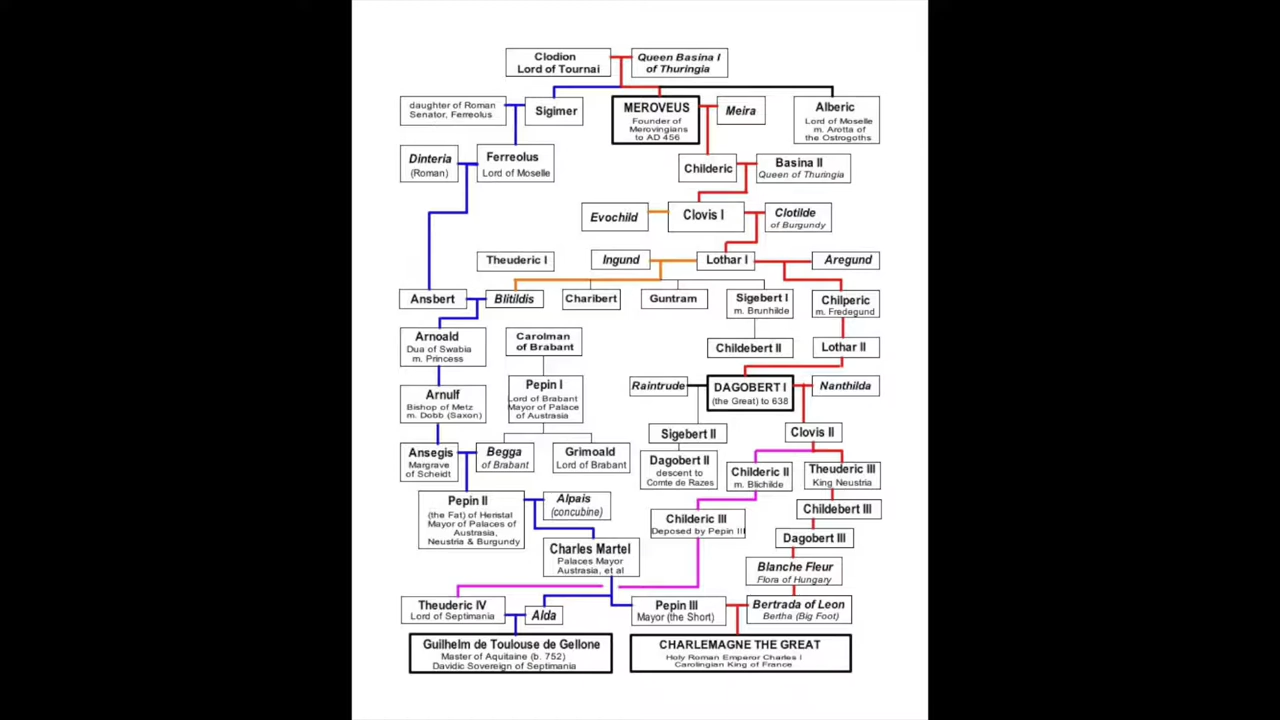 Clodion
Lord of Tournai
Queen Basina I
of Thuringia
daughter of Roman
Senator, Ferreolus
Sigimer
MEROVEUS
Founder of
Merovingians
to AD 456
Meira
Alberic
Lord of Moselle
m. Arotta of
the Ostrogoths
Dinteria
(Roman)
Ferreolus
Lord of Moselle
Childeric
Basina II
Queen of Thuringia
Evochild
Clovis I
Clotilde
of Burgundy
Theuderic I
Ingund
Lothar I
Aregund
Ansbert
Blitildis
Charibert
Guntram
Sigebert I
m. Brunhilde
Chilperic
m. Fredegund
Arnoald
Dua of Swabia
m. Princess
Carolman
of Brabant
Childebert II
Lothar II
Arnulf
Bishop of Metz
m. Dobb (Saxon)
Pepin I
Lord of Brabant
Mayor of Palace
of Austrasia
Raintrude
DAGOBERT I
(the Great) to 638
Nanthilda
Sigebert II
Clovis II
Ansegis
Margrave
of Scheidt
Begga
of Brabant
Grimoald
Lord of Brabant
Dagobert II
descent to
Comte de Razes
Childeric II
m. Blichilde
Theuderic III
King Neustria
Pepin II
(the Fat) of Heristal
Mayor of Palaces of
Austrasia,
Neustria & Burgundy
Alpais
(concubine)
Childeric III
Deposed by Pepin III
Childebert III
Dagobert III
Charles Martel
Palaces Mayor
Austrasia, et al
Blanche Fleur
Flora of Hungary
Theuderic IV
Lord of Septimania
Alda
Pepin III
Mayor (the Short)
Bertrada of Leon
Bertha (Big Foot)
Guilhelm de Toulouse de Gellone
Master of Aquitaine (b. 752)
Davidic Sovereign of Septimania
CHARLEMAGNE THE GREAT
Holy Roman Emperor Charles I
Carolingian King of France